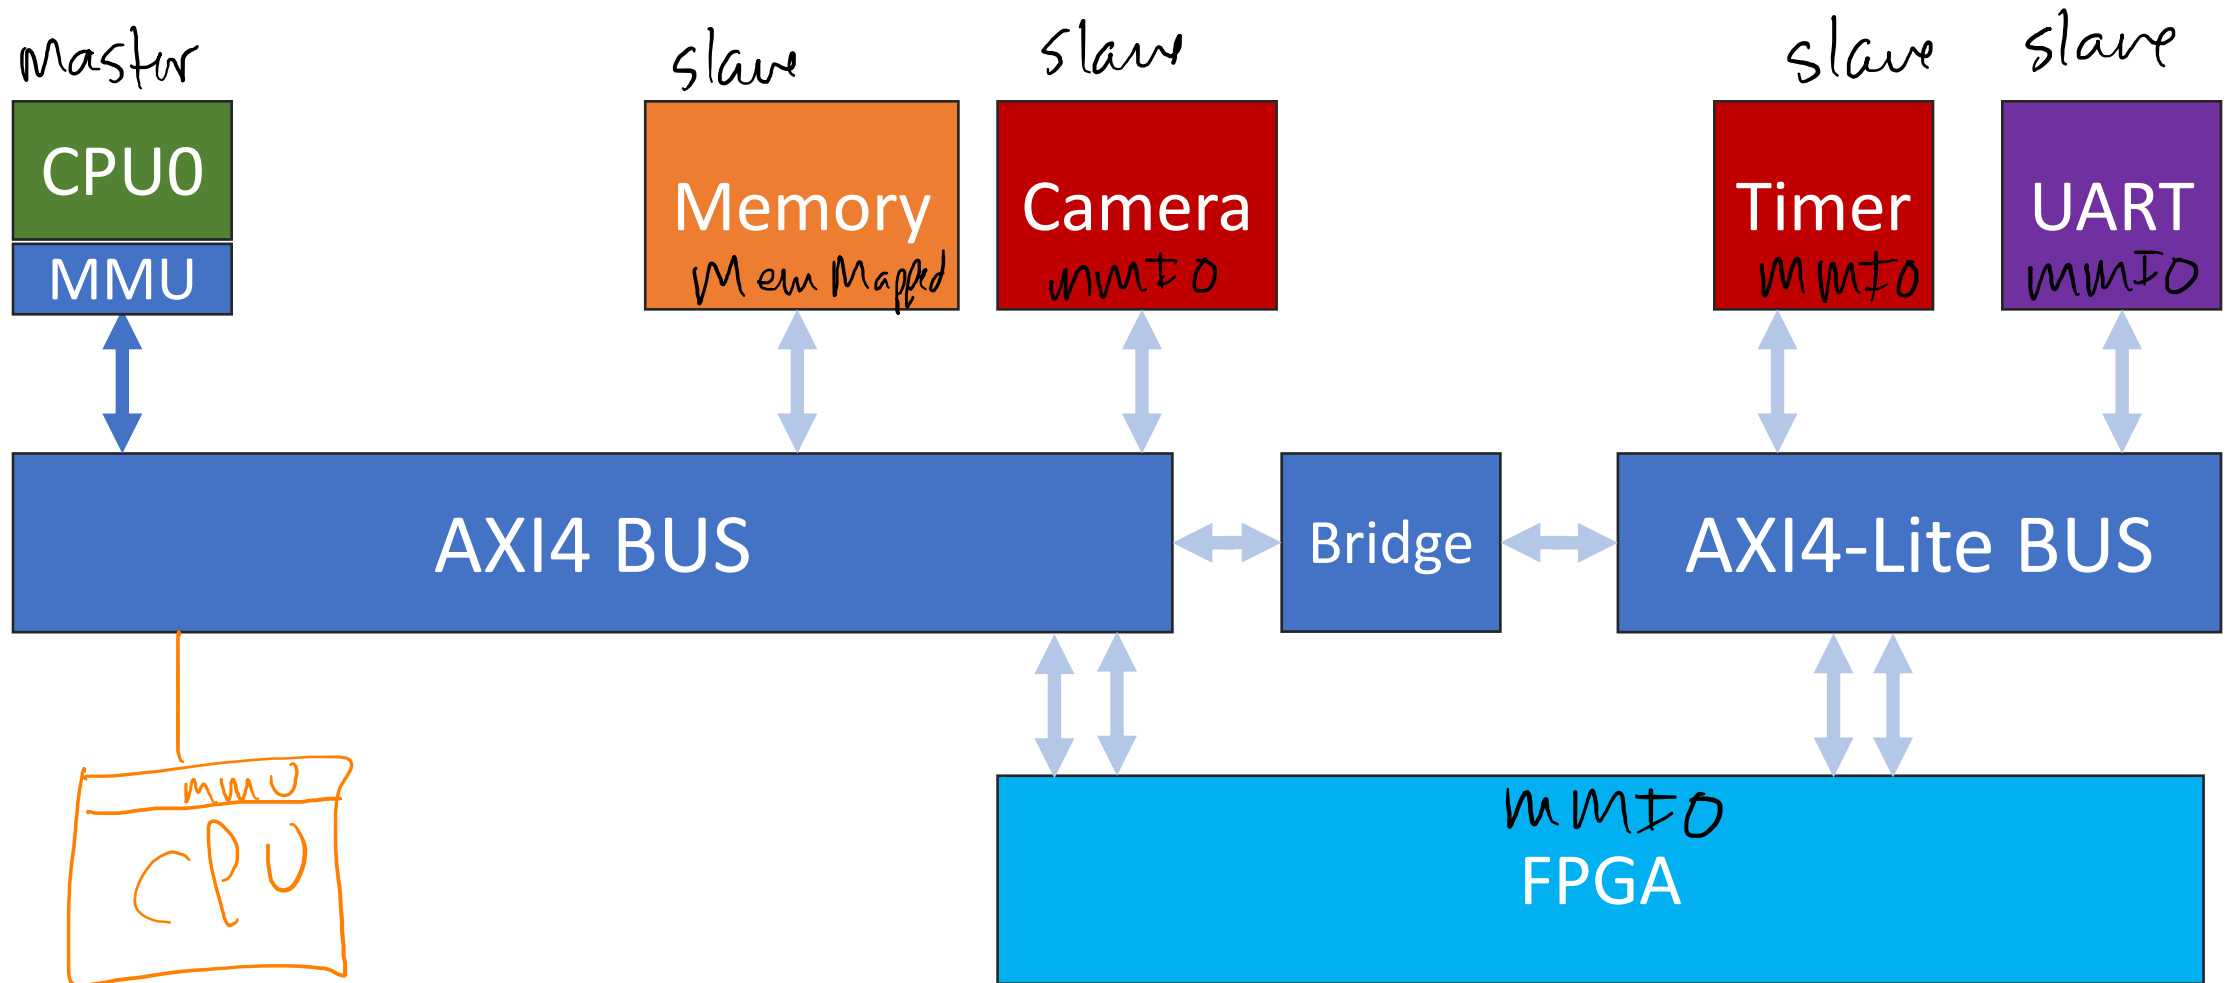 Master
slave
slave
slave
slave
CPU0
MMU
Memory
Mem Mapped
Camera
MMIO
Timer
MMIO
UART
MMIO
AXI4 BUS
Bridge
AXI4-Lite BUS
MMU
CPU
MMIO
FPGA